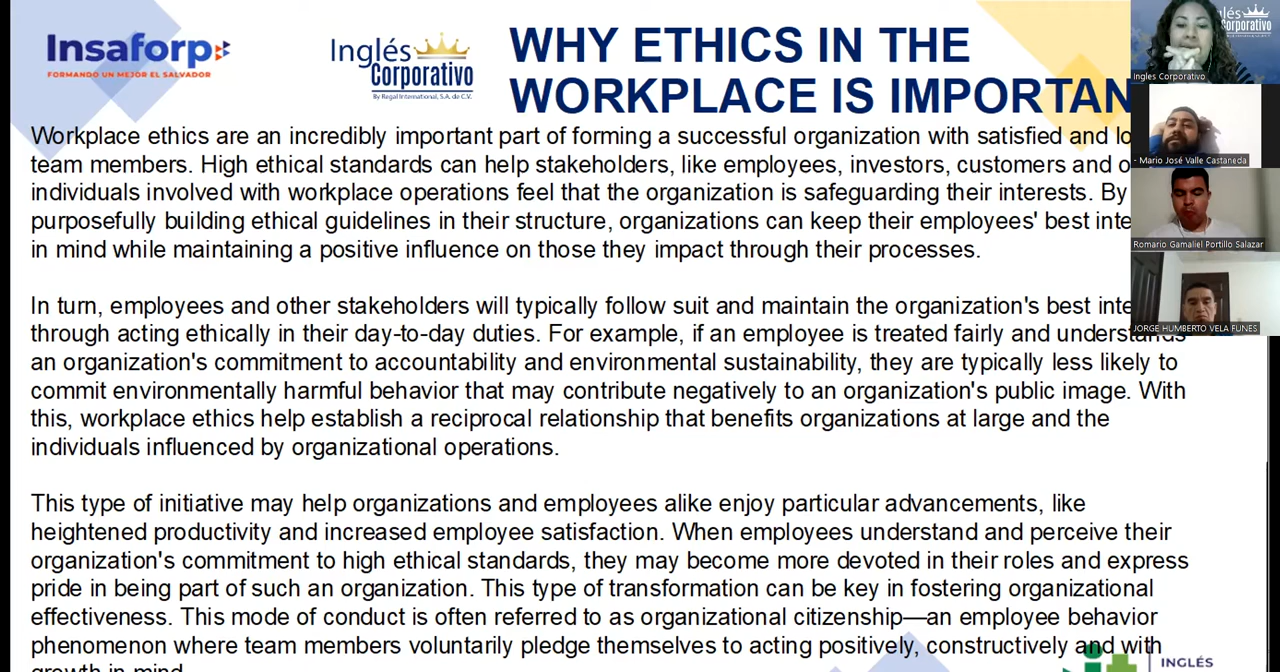 Insaforp
FORMANDO UN MEJOR EL SALVADOR
Inglés
Corporativo
By Regal International, S.A. de C.V.
WHY ETHICS IN THE
WORKPLACE IS IMPORTAN
Workplace ethics are an incredibly important part of forming a successful organization with satisfied and lo
team members. High ethical standards can help stakeholders, like employees, investors, customers and o
individuals involved with workplace operations feel that the organization is safeguarding their interests. By
purposefully building ethical guidelines in their structure, organizations can keep their employees' best inte
in mind while maintaining a positive influence on those they impact through their processes.
In turn, employees and other stakeholders will typically follow suit and maintain the organization's best inte
through acting ethically in their day-to-day duties. For example, if an employee is treated fairly and understands
an organization's commitment to accountability and environmental sustainability, they are typically less likely to
commit environmentally harmful behavior that may contribute negatively to an organization's public image. With
this, workplace ethics help establish a reciprocal relationship that benefits organizations at large and the
individuals influenced by organizational operations.
This type of initiative may help organizations and employees alike enjoy particular advancements, like
heightened productivity and increased employee satisfaction. When employees understand and perceive their
organization's commitment to high ethical standards, they may become more devoted in their roles and express
pride in being part of such an organization. This type of transformation can be key in fostering organizational
effectiveness. This mode of conduct is often referred to as organizational citizenship—an employee behavior
phenomenon where team members voluntarily pledge themselves to acting positively, constructively and with
growth in mind.
INGLÉS
glés
Corporativo
Ingles Corporativo
- Mario José Valle Castaneda
Romario Gamaliel Portillo Salazar
JORGE HUMBERTO VELA FUNES